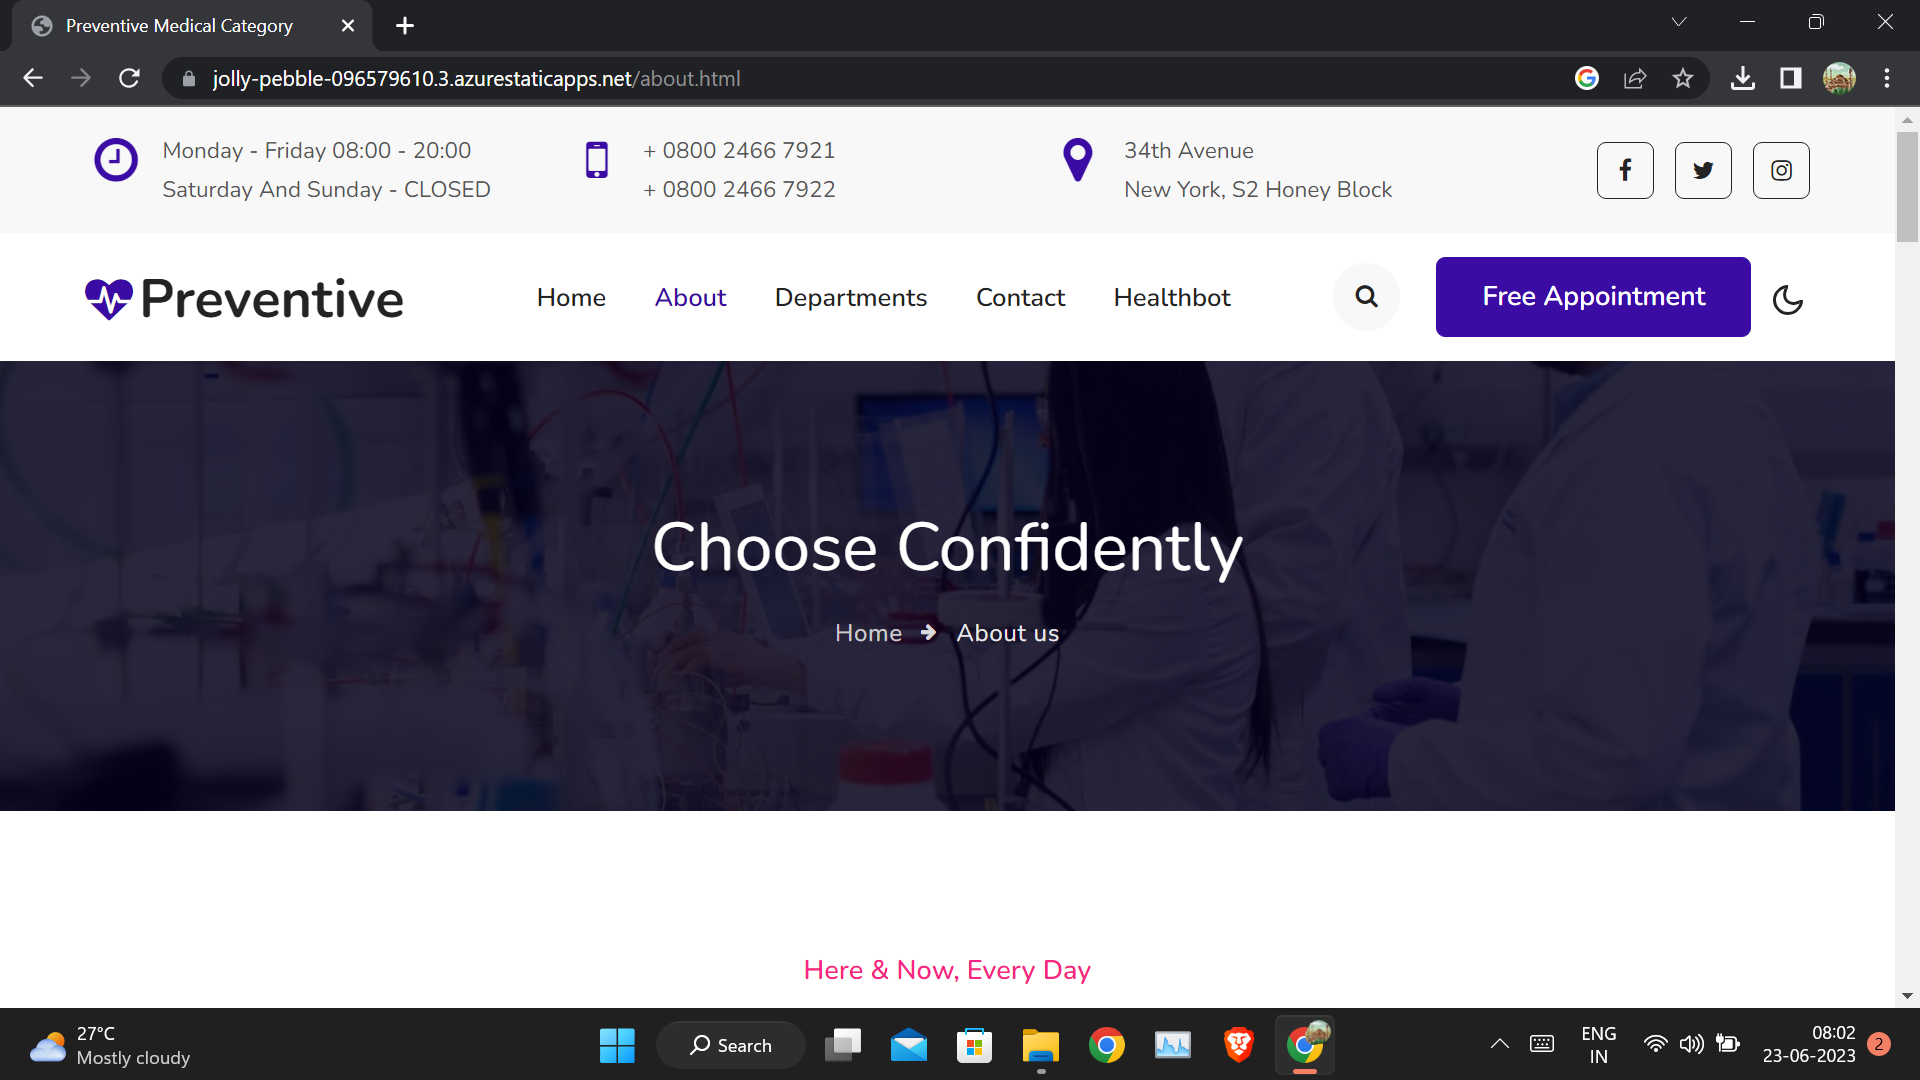 Preventive Medical Category
jolly-pebble-096579610.3.azurestaticapps.net/about.html
Monday - Friday 08:00 - 20:00
Saturday And Sunday - CLOSED
+ 0800 2466 7921
+ 0800 2466 7922
34th Avenue
New York, S2 Honey Block
Preventive
Home
About
Departments
Contact
Healthbot
Free Appointment
Choose Confidently
Home About us
Here & Now, Every Day
27°C
Mostly cloudy
Search
ENG
IN
08:02
23-06-2023
2